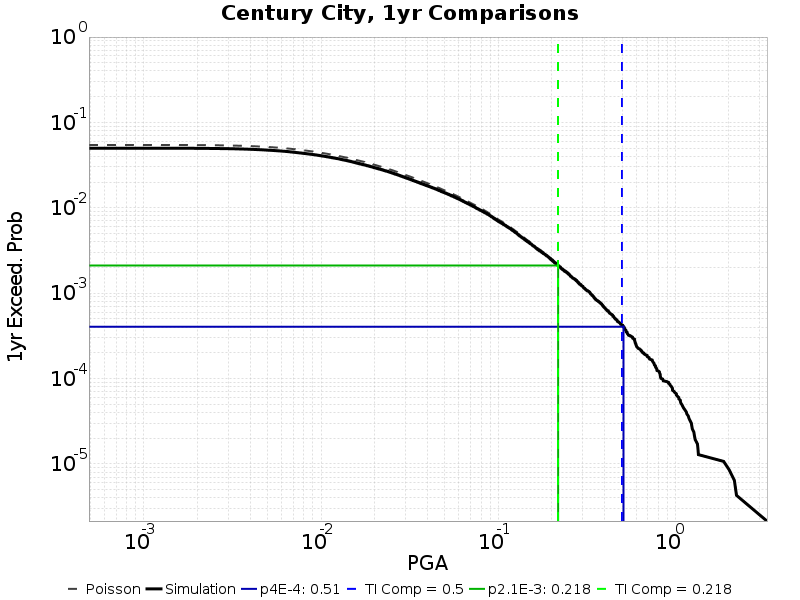 Century City, 1yr Comparisons
1yr Exceed. Prob
10^0
10^-1
10^-2
10^-3
10^-4
10^-5
10^-3
10^-2
10^-1
10^0
PGA
Poisson Simulation p4E-4: 0.51 TI Comp = 0.5 p2.1E-3: 0.218 TI Comp = 0.218